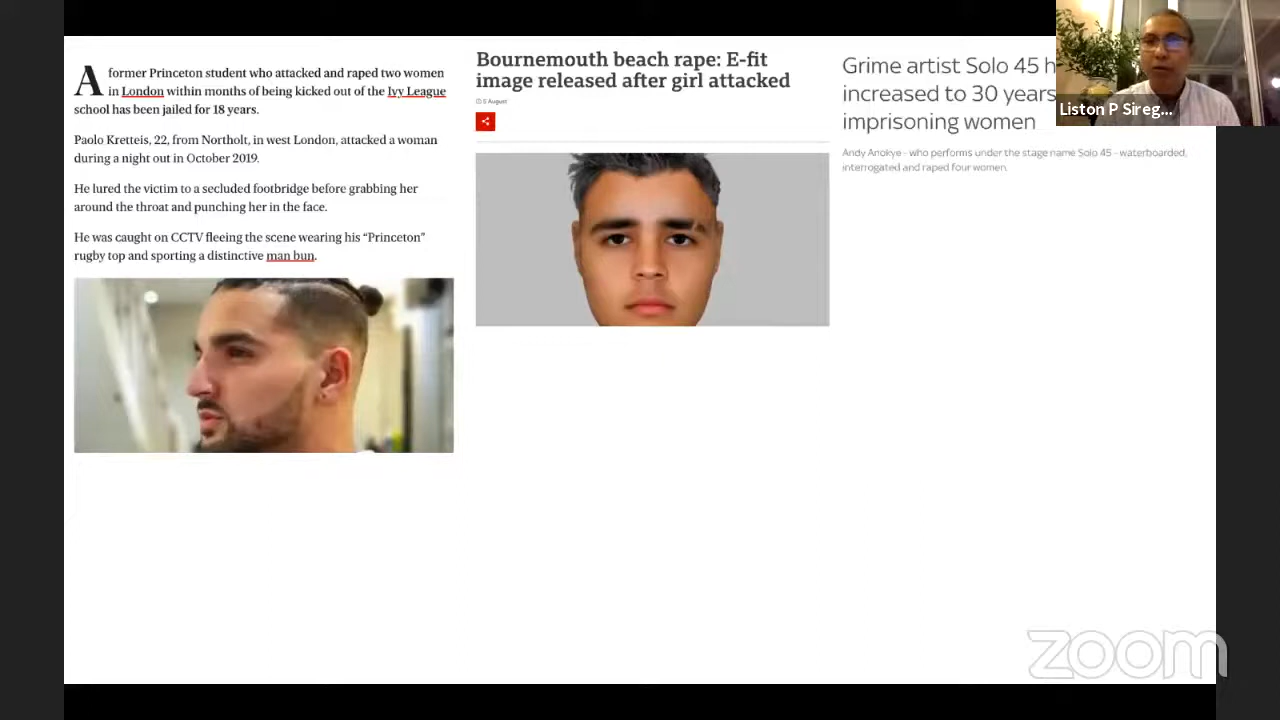 A former Princeton student who attacked and raped two women
in London within months of being kicked out of the Ivy League
school has been jailed for 18 years.
Paolo Kretteis, 22, from Northolt, in west London, attacked a woman
during a night out in October 2019.
He lured the victim to a secluded footbridge before grabbing her
around the throat and punching her in the face.
He was caught on CCTV fleeing the scene wearing his “Princeton”
rugby top and sporting a distinctive man bun.
Bournemouth beach rape: E-fit
image released after girl attacked
5 August
Grime artist Solo 45 h
increased to 30 years
imprisoning women
Andy Anokye - who performs under the stage name Solo 45 - waterboarded,
interrogated and raped four women.
Liston P Sireg...
zoom